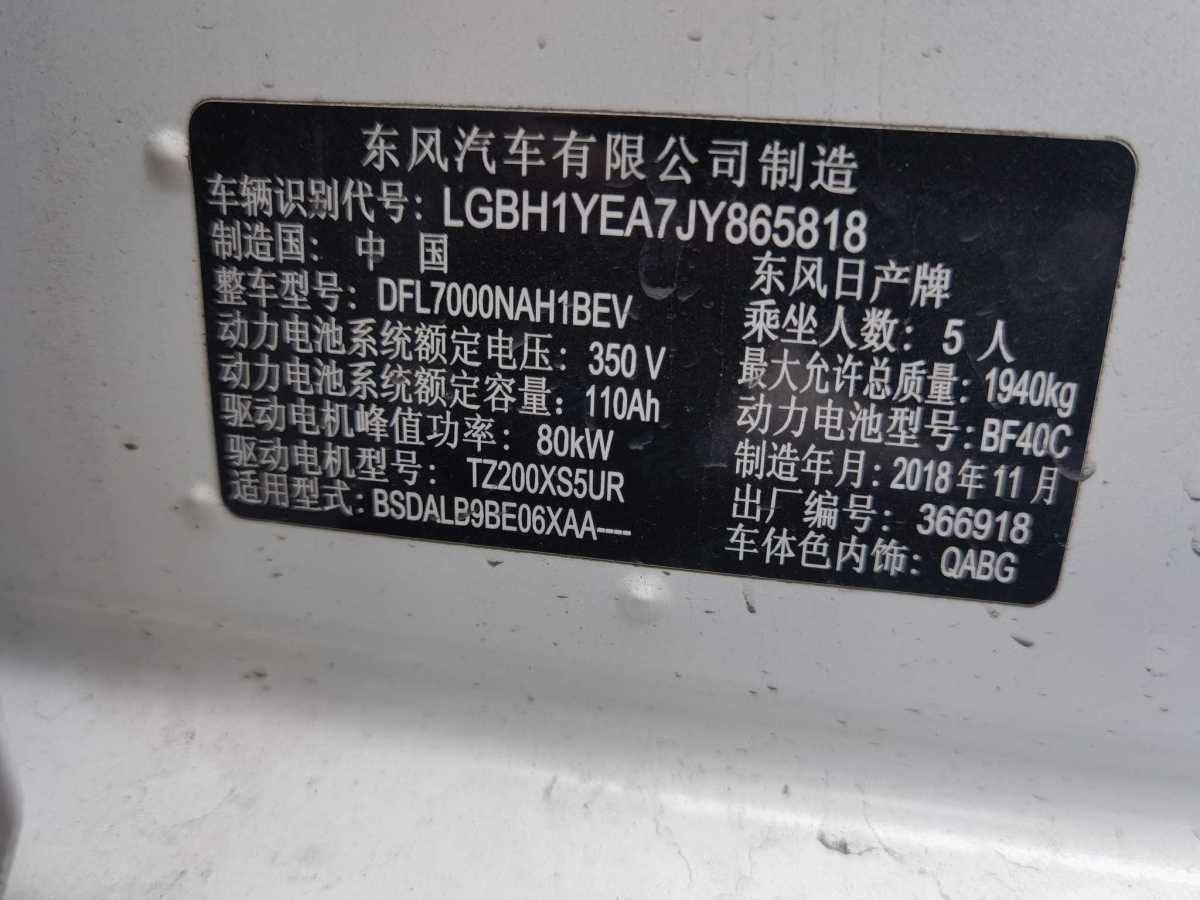 东风汽车有限公司制造
车辆识别代号: LGBH1YEA7JY865818
制造国: 中 国 东风日产牌
整车型号: DFL7000NAH1BEV 乘坐人数: 5 人
动力电池系统额定电压: 350 V 最大允许总质量: 1940kg
动力电池系统额定容量: 110Ah 动力电池型号: BF40C
驱动电机峰值功率: 80kW 制造年月: 2018 年 11 月
驱动电机型号: TZ200XS5UR 出厂编号: 366918
适用型式: BSDALB9BE06XAA---- 车体色内饰: QABG